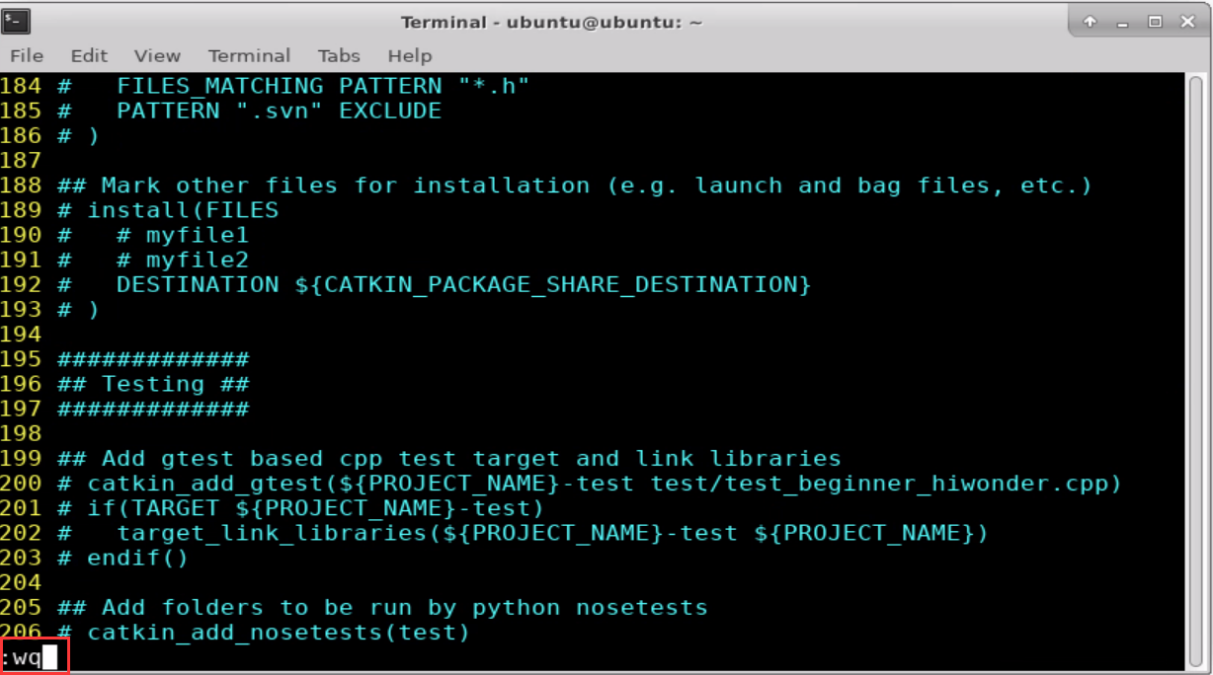 Terminal - ubuntu@ubuntu: ~
File Edit View Terminal Tabs Help
184 #   FILES_MATCHING PATTERN "*.h"
185 #   PATTERN ".svn" EXCLUDE
186 # )
187
188 ## Mark other files for installation (e.g. launch and bag files, etc.)
189 # install(FILES
190 #   # myfile1
191 #   # myfile2
192 #   DESTINATION ${CATKIN_PACKAGE_SHARE_DESTINATION}
193 # )
194
195 #############
196 ## Testing ##
197 #############
198
199 ## Add gtest based cpp test target and link libraries
200 # catkin_add_gtest(${PROJECT_NAME}-test test/test_beginner_hiwonder.cpp)
201 # if(TARGET ${PROJECT_NAME}-test)
202 #   target_link_libraries(${PROJECT_NAME}-test ${PROJECT_NAME})
203 # endif()
204
205 ## Add folders to be run by python nosetests
206 # catkin_add_nosetests(test)
:wq